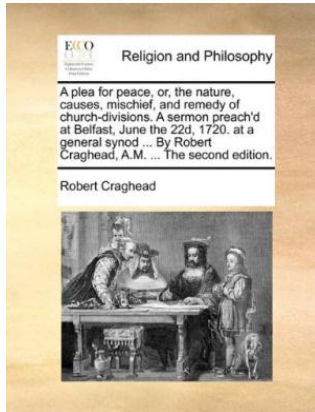 ECCO
Religion and Philosophy
A plea for peace, or, the nature,
causes, mischief, and remedy of
church-divisions. A sermon preach'd
at Belfast, June the 22d, 1720. at a
general synod ... By Robert
Craghead, A.M. ... The second edition.
Robert Craghead